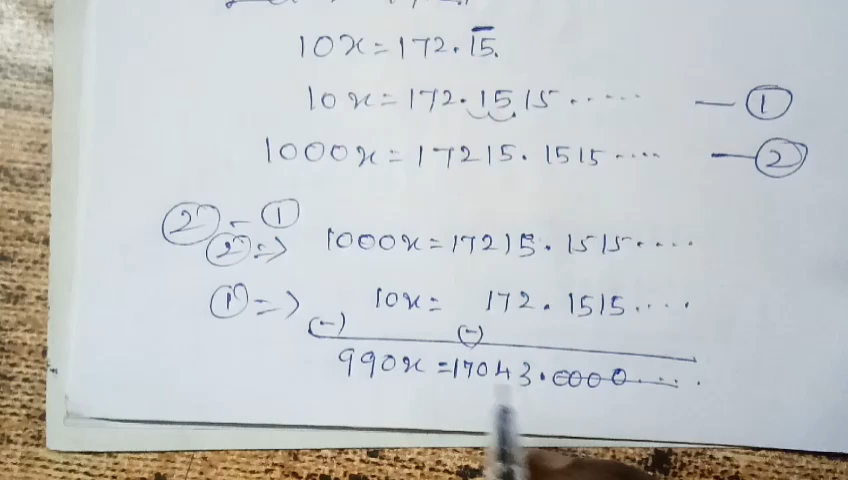 10x = 172.1̅5̅.
10x = 172.1515...... — ①
1000x = 17215.1515.... — ②
② - ①
② => 1000x = 17215.1515.....
① => 10x = 172.1515....
(-) (-)
990x = 17043.0000....